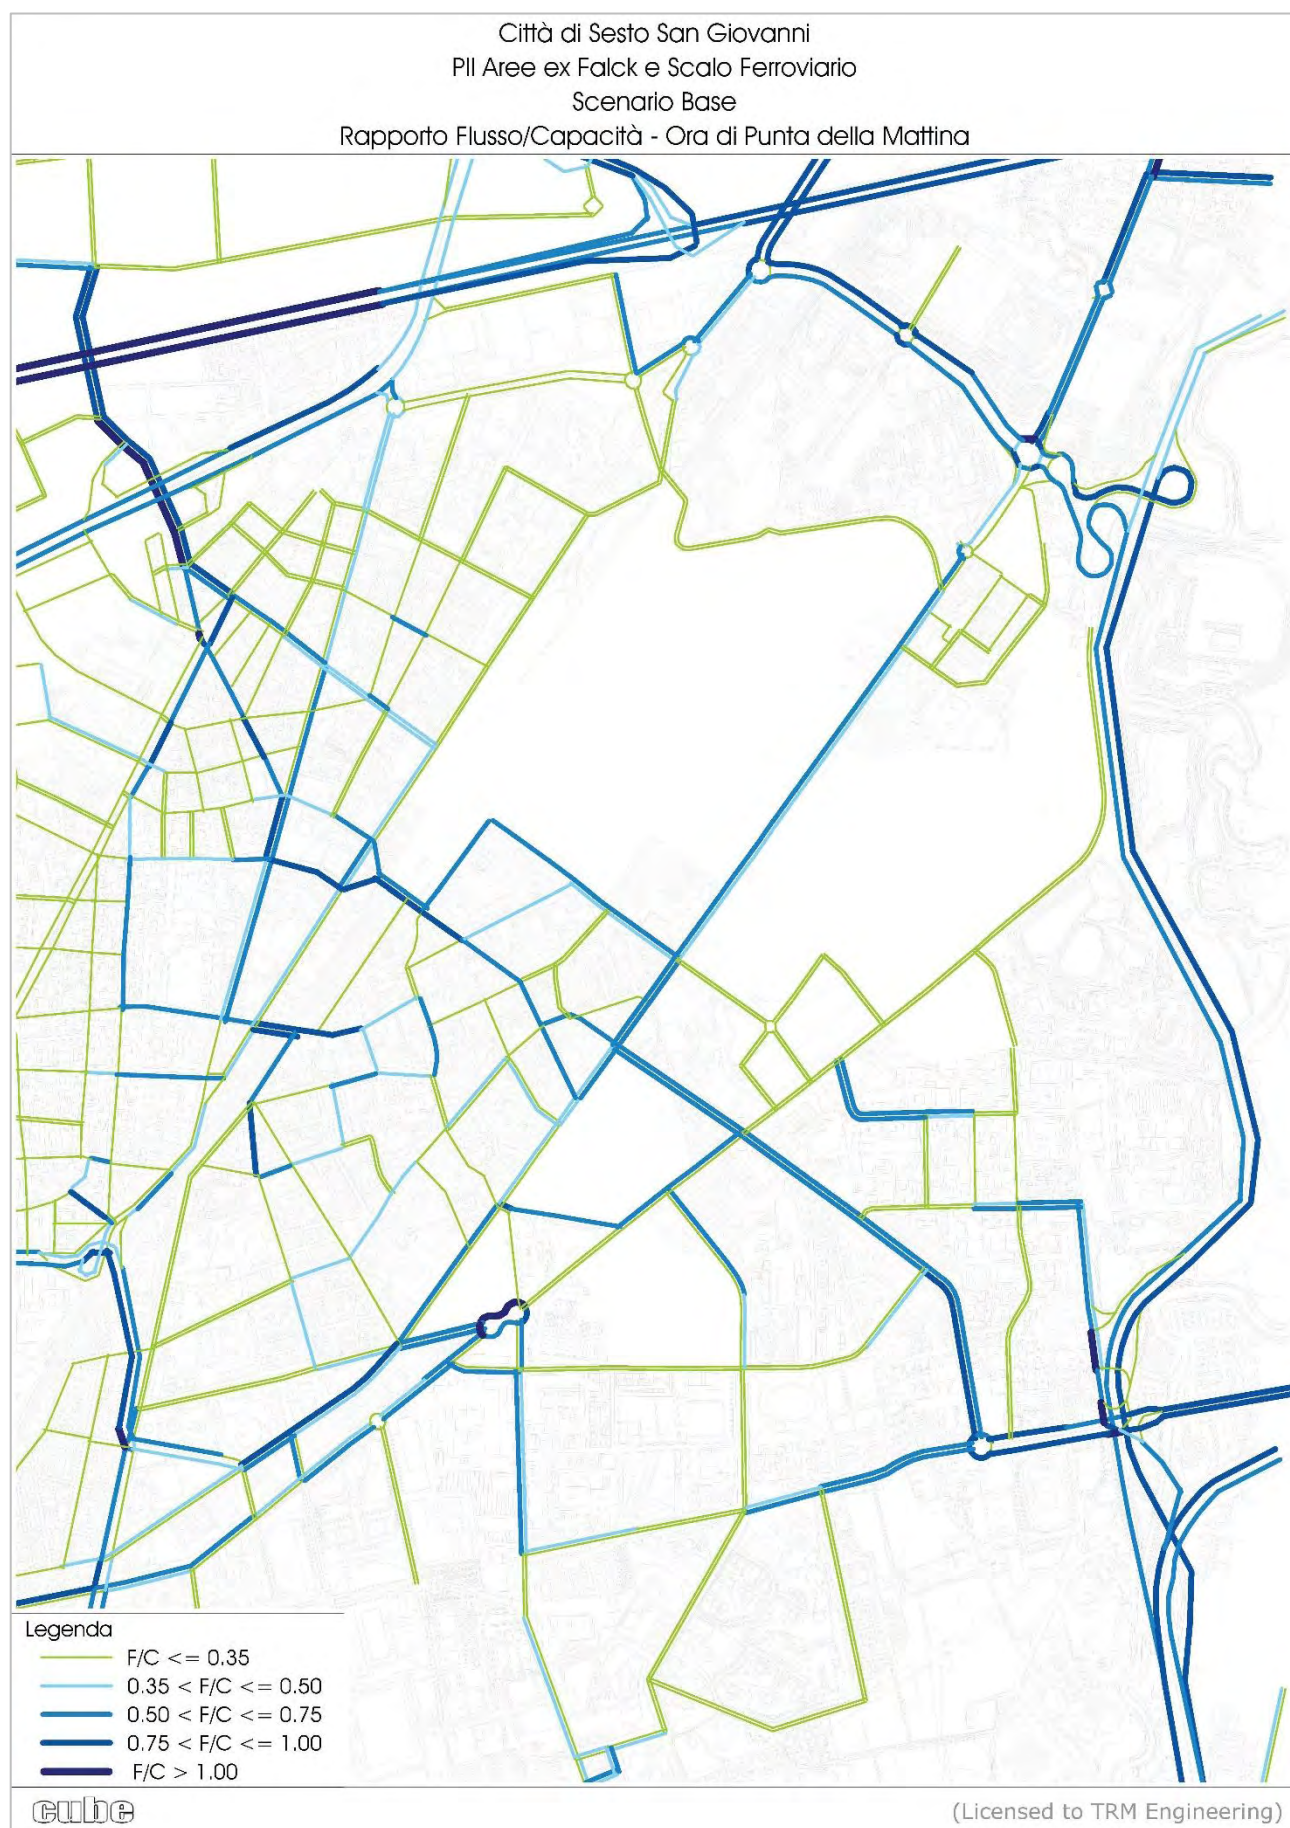 Città di Sesto San Giovanni
PII Aree ex Falck e Scalo Ferroviario
Scenario Base
Rapporto Flusso/Capacità - Ora di Punta della Mattina
Legenda
F/C <= 0.35
0.35 < F/C <= 0.50
0.50 < F/C <= 0.75
0.75 < F/C <= 1.00
F/C > 1.00
cube
(Licensed to TRM Engineering)